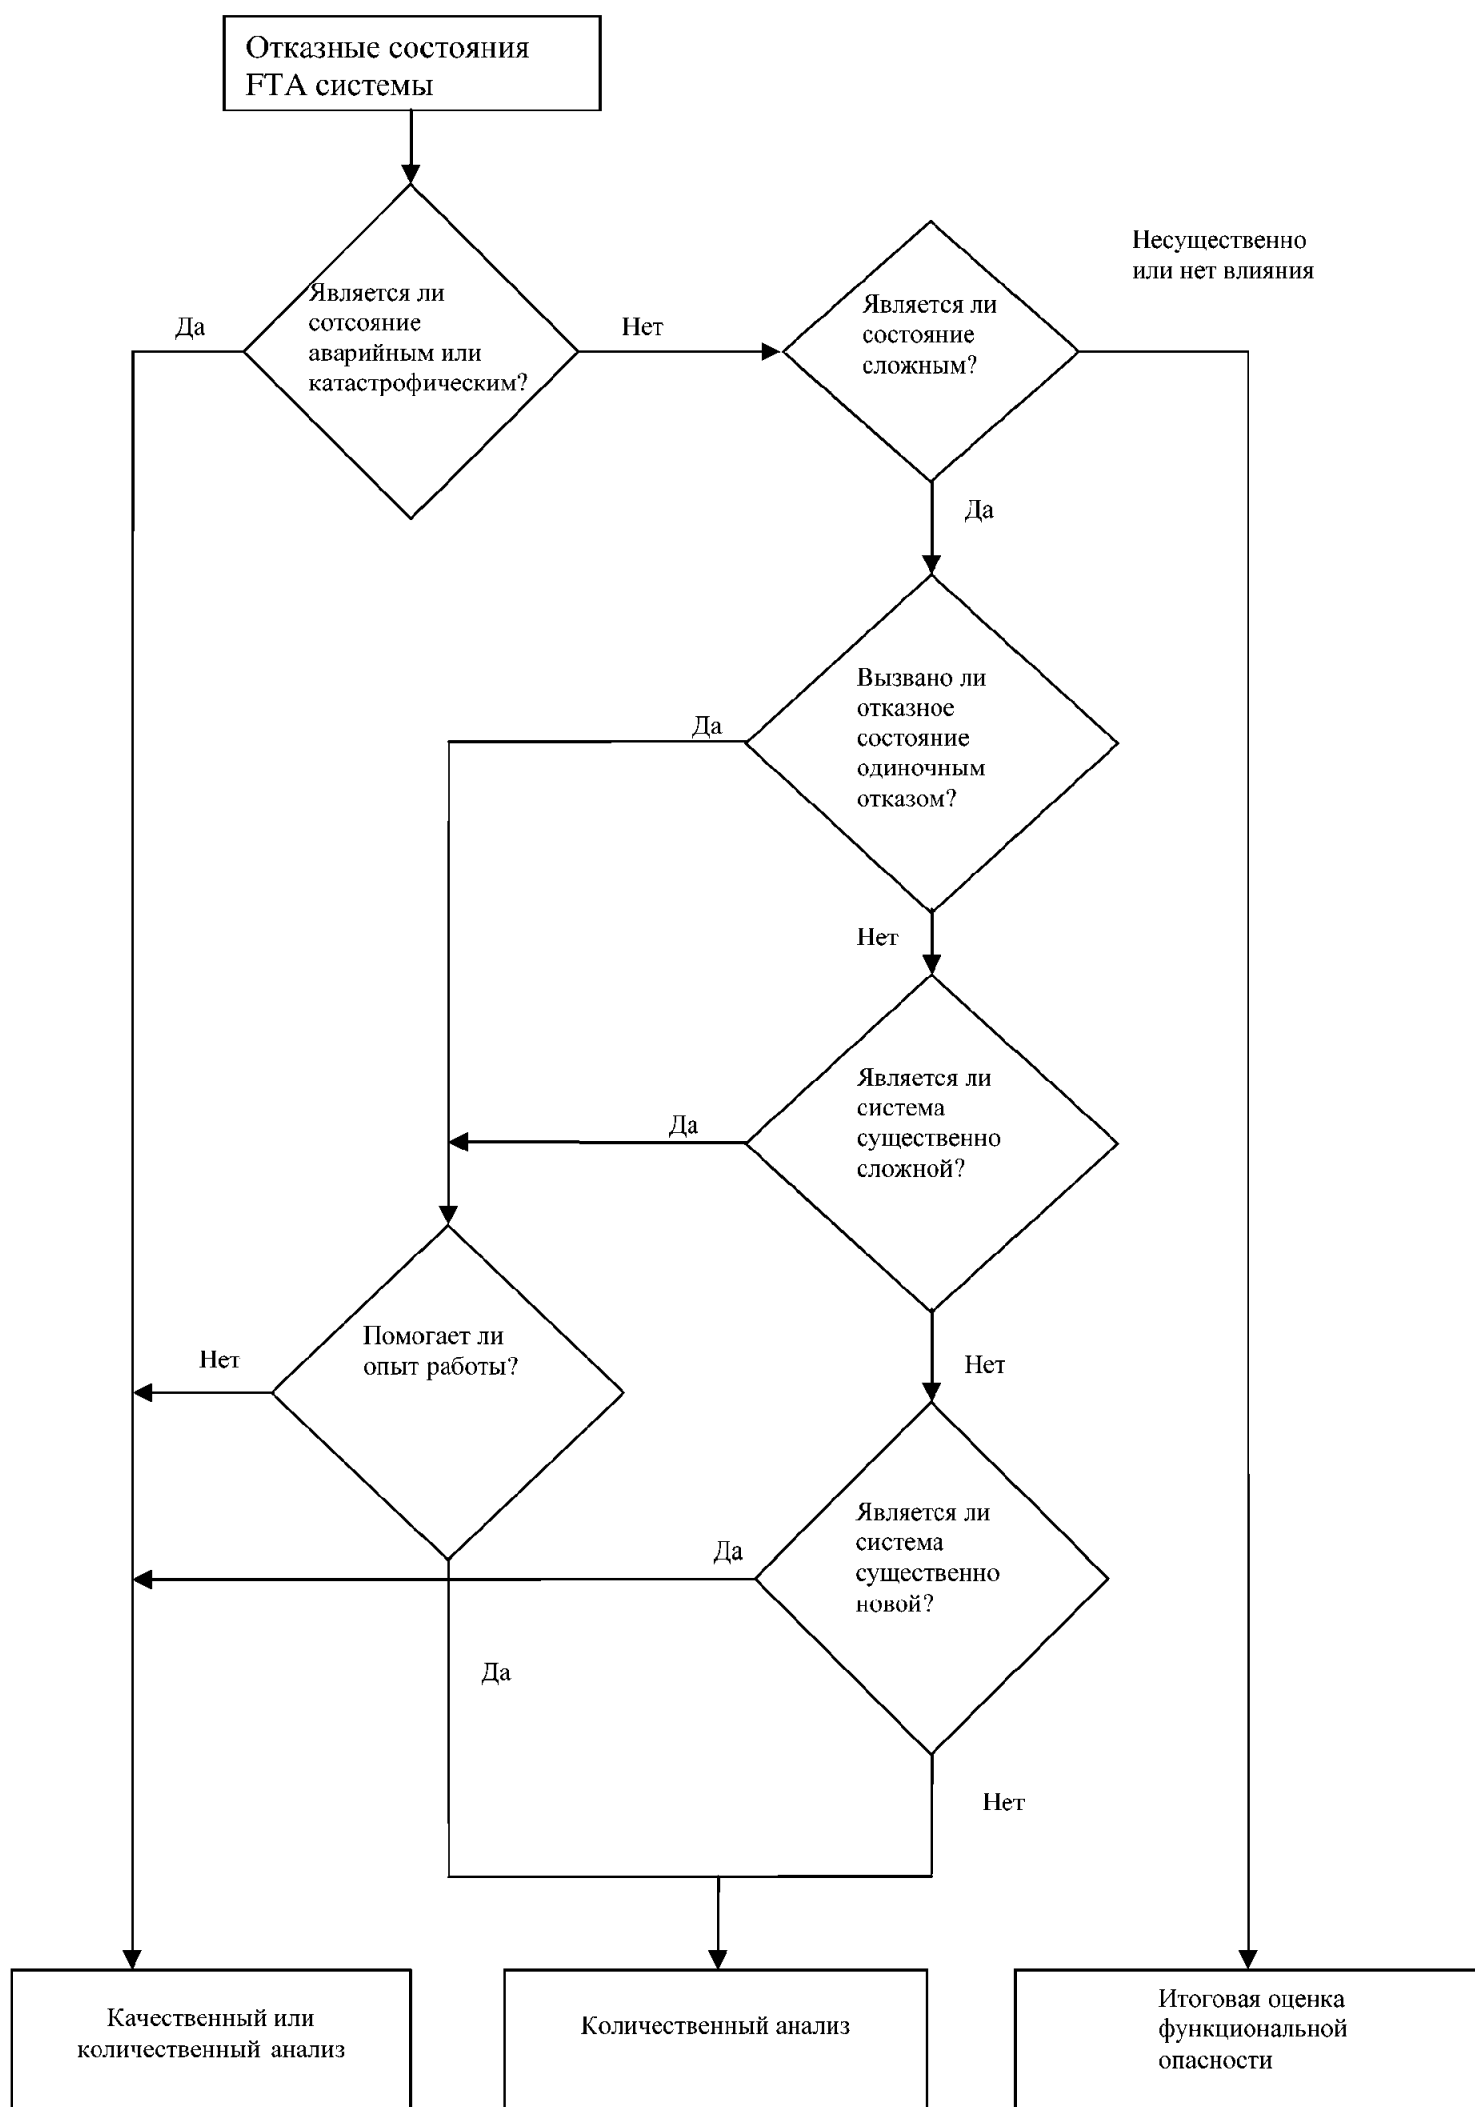 Отказные состояния
FTA системы
Несущественно
или нет влияния
Является ли
сотсояние
аварийным или
катастрофическим?
Да
Нет
Является ли
состояние
сложным?
Да
Вызвано ли
отказное
состояние
одиночным
отказом?
Да
Нет
Является ли
система
существенно
сложной?
Да
Помогает ли
опыт работы?
Нет
Нет
Является ли
система
существенно
новой?
Да
Да
Нет
Качественный или
количественный анализ
Количественный анализ
Итоговая оценка
функциональной
опасности